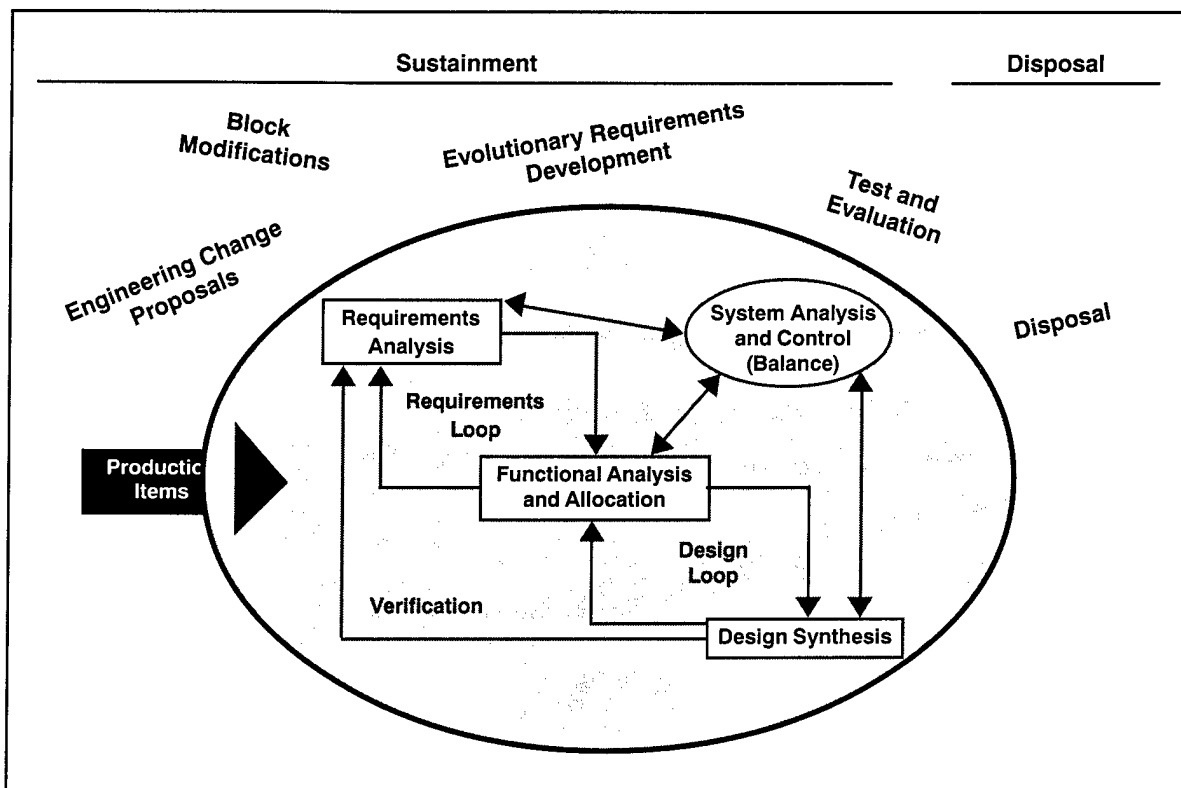 Sustainment
Disposal
Block
Modifications
Evolutionary Requirements
Development
Test and
Evaluation
Engineering Change
Proposals
Disposal
Requirements
Analysis
System Analysis
and Control
(Balance)
Requirements
Loop
Productic
Items
Functional Analysis
and Allocation
Design
Loop
Verification
Design Synthesis